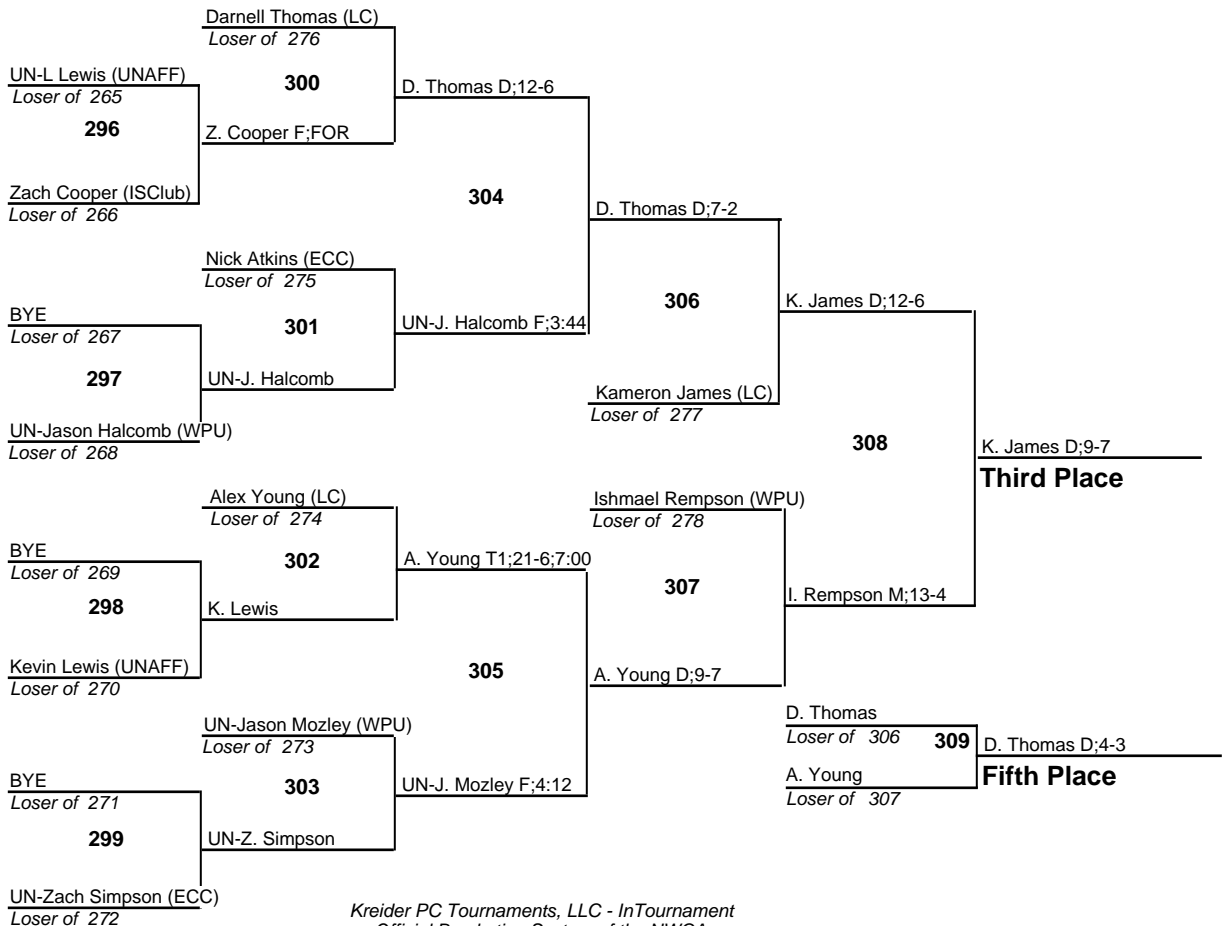 Darnell Thomas (LC)
Loser of 276
UN-L Lewis (UNAFF)
Loser of 265
300
D. Thomas D;12-6
296
Z. Cooper F;FOR
Zach Cooper (ISClub)
Loser of 266
304
D. Thomas D;7-2
Nick Atkins (ECC)
Loser of 275
BYE
Loser of 267
301
UN-J. Halcomb F;3:44
306
K. James D;12-6
297
UN-J. Halcomb
Kameron James (LC)
Loser of 277
UN-Jason Halcomb (WPU)
Loser of 268
308
K. James D;9-7
Third Place
Alex Young (LC)
Loser of 274
Ishmael Rempson (WPU)
Loser of 278
BYE
Loser of 269
302
A. Young T1;21-6;7:00
298
K. Lewis
307
I. Rempson M;13-4
Kevin Lewis (UNAFF)
Loser of 270
305
A. Young D;9-7
UN-Jason Mozley (WPU)
Loser of 273
D. Thomas
Loser of 306
309
D. Thomas D;4-3
Fifth Place
BYE
Loser of 271
303
UN-J. Mozley F;4:12
A. Young
Loser of 307
299
UN-Z. Simpson
UN-Zach Simpson (ECC)
Loser of 272
Kreider PC Tournaments, LLC - InTournament